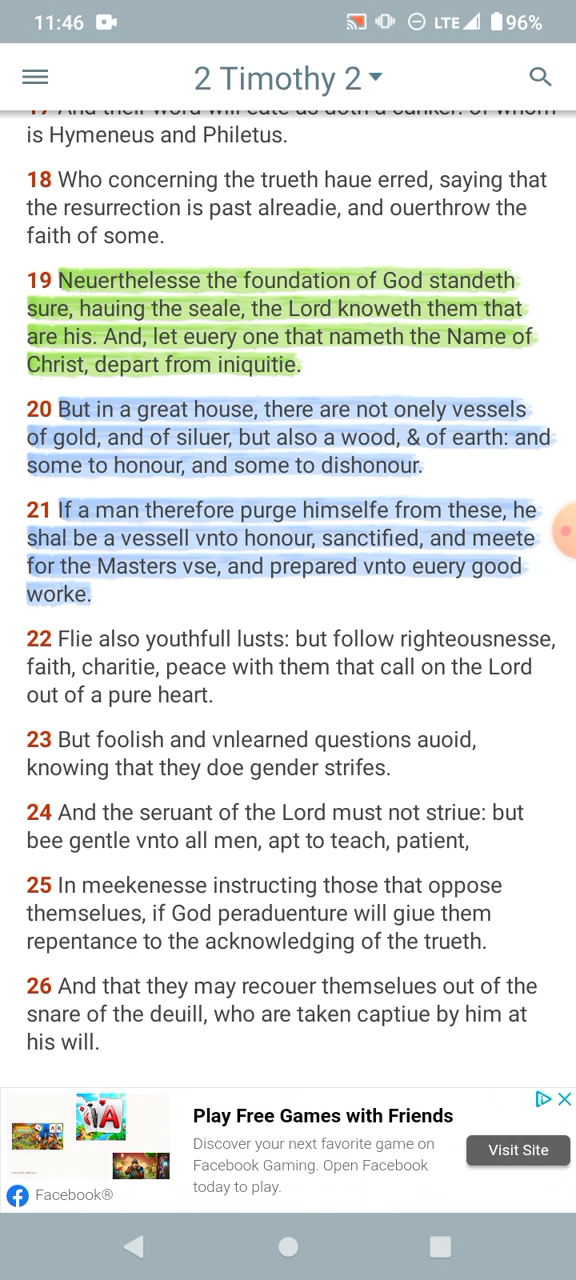 11:46
LTE 96%
2 Timothy 2
17 And their word will eate as doth a canker: of whom
is Hymeneus and Philetus.
18 Who concerning the trueth haue erred, saying that
the resurrection is past alreadie, and ouerthrow the
faith of some.
19 Neuerthelesse the foundation of God standeth
sure, hauing the seale, the Lord knoweth them that
are his. And, let euery one that nameth the Name of
Christ, depart from iniquitie.
20 But in a great house, there are not onely vessels
of gold, and of siluer, but also a wood, & of earth: and
some to honour, and some to dishonour.
21 If a man therefore purge himselfe from these, he
shal be a vessell vnto honour, sanctified, and meete
for the Masters vse, and prepared vnto euery good
worke.
22 Flie also youthfull lusts: but follow righteousnesse,
faith, charitie, peace with them that call on the Lord
out of a pure heart.
23 But foolish and vnlearned questions auoid,
knowing that they doe gender strifes.
24 And the seruant of the Lord must not striue: but
bee gentle vnto all men, apt to teach, patient,
25 In meekenesse instructing those that oppose
themselues, if God peraduenture will giue them
repentance to the acknowledging of the trueth.
26 And that they may recouer themselues out of the
snare of the deuill, who are taken captiue by him at
his will.
A
Play Free Games with Friends
Discover your next favorite game on
Facebook Gaming. Open Facebook
today to play.
Visit Site
Facebook®